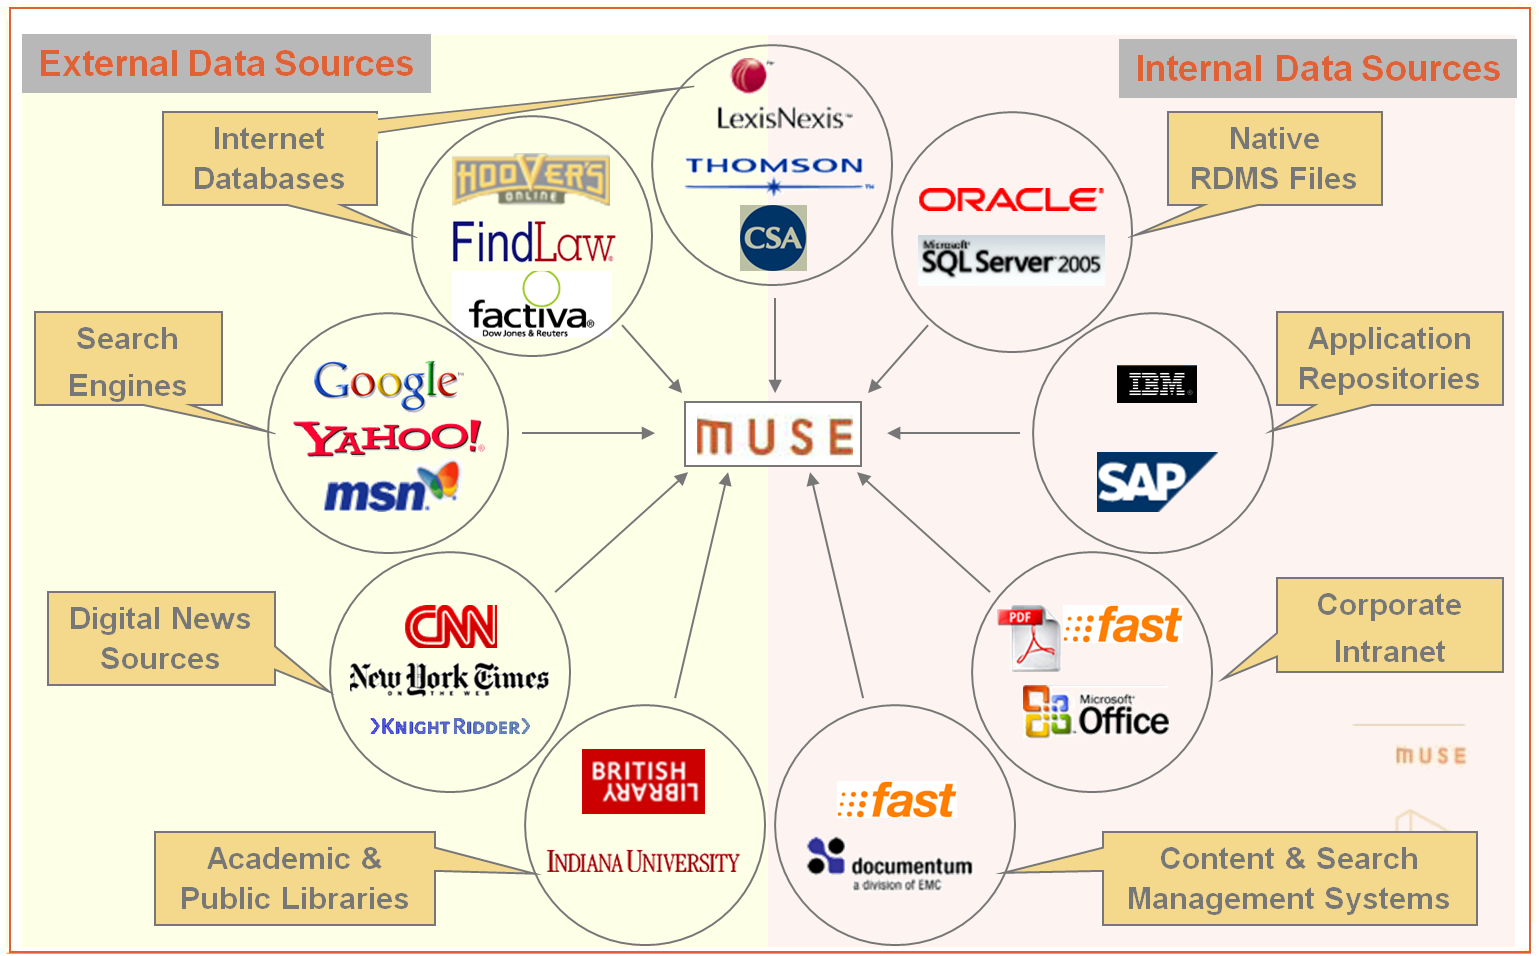 External Data Sources
Internal Data Sources
Internet
Databases
LexisNexis™
THOMSON
™
CSA
HOOVER'S
ONLINE
FindLaw®
factiva®
Dow Jones & Reuters
ORACLE®
Microsoft®
SQL Server 2005
Native
RDMS Files
Search
Engines
Google™
YAHOO!®
msn
MUSE
IBM®
SAP
Application
Repositories
Digital News
Sources
CNN
New York Times
ON THE WEB
KNIGHT RIDDER
PDF
fast
Microsoft®
Office
Corporate
Intranet
MUSE
BRITISH
LIBRARY
INDIANA UNIVERSITY
Academic &
Public Libraries
fast
documentum
a division of EMC
Content & Search
Management Systems